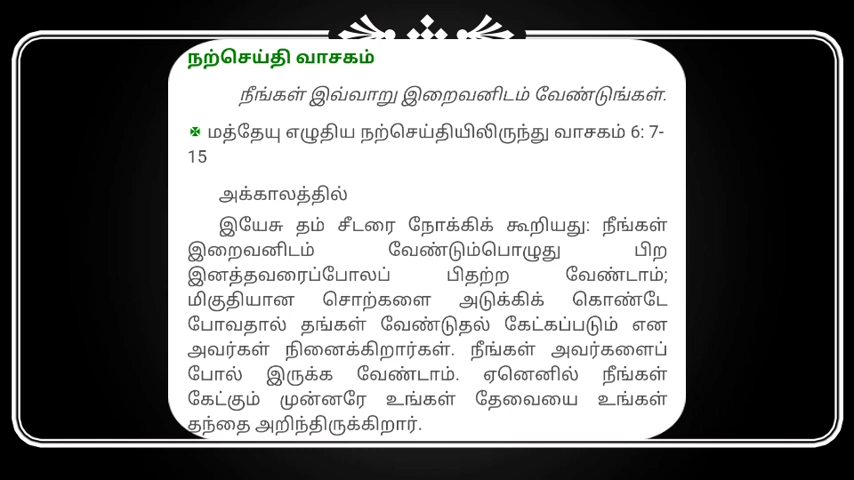 நற்செய்தி வாசகம்
நீங்கள் இவ்வாறு இறைவனிடம் வேண்டுங்கள்.
✠ மத்தேயு எழுதிய நற்செய்தியிலிருந்து வாசகம் 6: 7-
15
அக்காலத்தில்
இயேசு தம் சீடரை நோக்கிக் கூறியது: நீங்கள்
இறைவனிடம் வேண்டும்பொழுது பிற
இனத்தவரைப்போலப் பிதற்ற வேண்டாம்;
மிகுதியான சொற்களை அடுக்கிக் கொண்டே
போவதால் தங்கள் வேண்டுதல் கேட்கப்படும் என
அவர்கள் நினைக்கிறார்கள். நீங்கள் அவர்களைப்
போல் இருக்க வேண்டாம். ஏனெனில் நீங்கள்
கேட்கும் முன்னரே உங்கள் தேவையை உங்கள்
தந்தை அறிந்திருக்கிறார்.